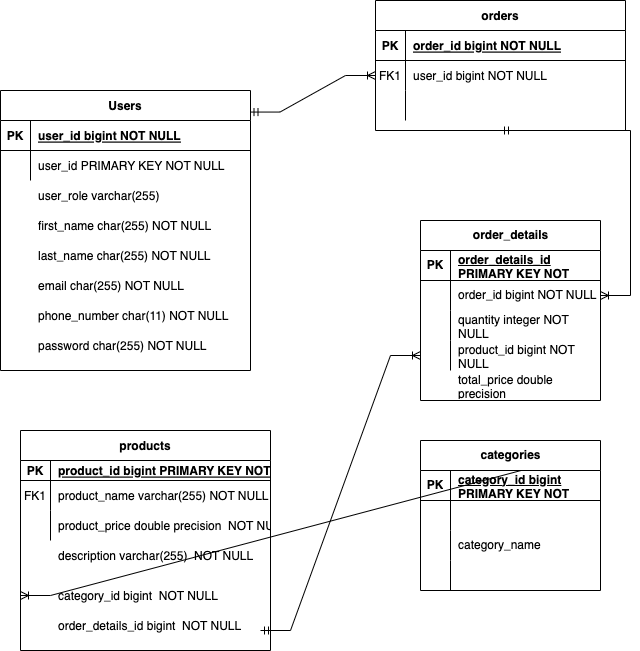 orders
PK order_id bigint NOT NULL
FK1 user_id bigint NOT NULL
Users
PK user_id bigint NOT NULL
user_id PRIMARY KEY NOT NULL
user_role varchar(255)
first_name char(255) NOT NULL
last_name char(255) NOT NULL
email char(255) NOT NULL
phone_number char(11) NOT NULL
password char(255) NOT NULL
order_details
PK order_details_id
PRIMARY KEY NOT
order_id bigint NOT NULL
quantity integer NOT
NULL
product_id bigint NOT
NULL
total_price double
precision
products
PK product_id bigint PRIMARY KEY NOT
FK1 product_name varchar(255) NOT NULL
product_price double precision NOT NU
description varchar(255) NOT NULL
category_id bigint NOT NULL
order_details_id bigint NOT NULL
categories
PK category_id bigint
PRIMARY KEY NOT
category_name